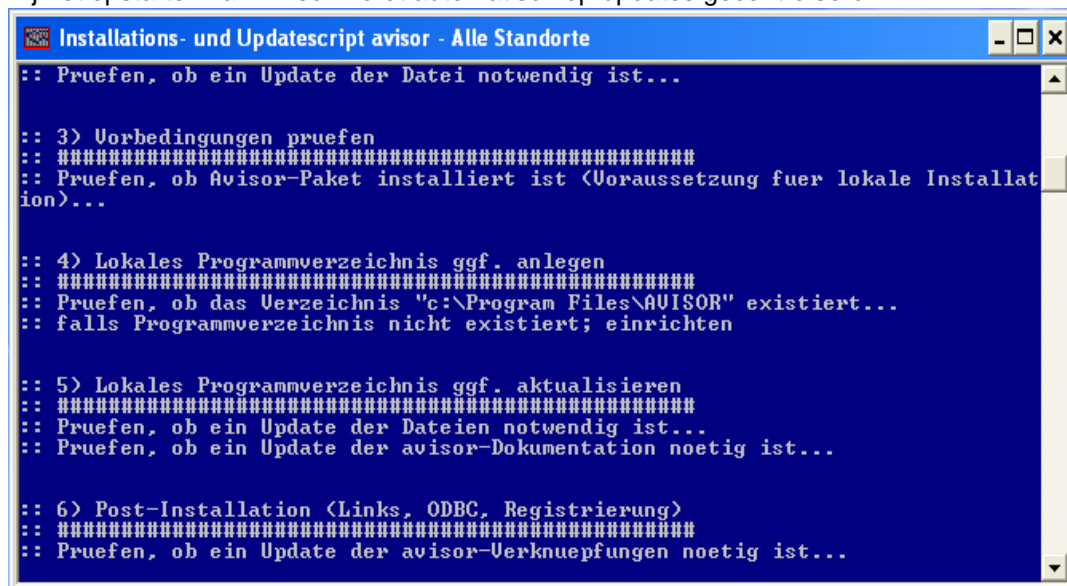 Installations- und Updatescript avisor - Alle Standorte
:: Pruefen, ob ein Update der Datei notwendig ist...
:: 3) Vorbedingungen pruefen
:: ##################################################
:: Pruefen, ob Avisor-Paket installiert ist (Voraussetzung fuer lokale Installat
ion)...
:: 4) Lokales Programmverzeichnis ggf. anlegen
:: ##################################################
:: Pruefen, ob das Verzeichnis "c:\Program Files\AVISOR" existiert...
:: falls Programmverzeichnis nicht existiert; einrichten
:: 5) Lokales Programmverzeichnis ggf. aktualisieren
:: ##################################################
:: Pruefen, ob ein Update der Dateien notwendig ist...
:: Pruefen, ob ein Update der avisor-Dokumentation noetig ist...
:: 6) Post-Installation (Links, ODBC, Registrierung)
:: ##################################################
:: Pruefen, ob ein Update der avisor-Verknuepfungen noetig ist...